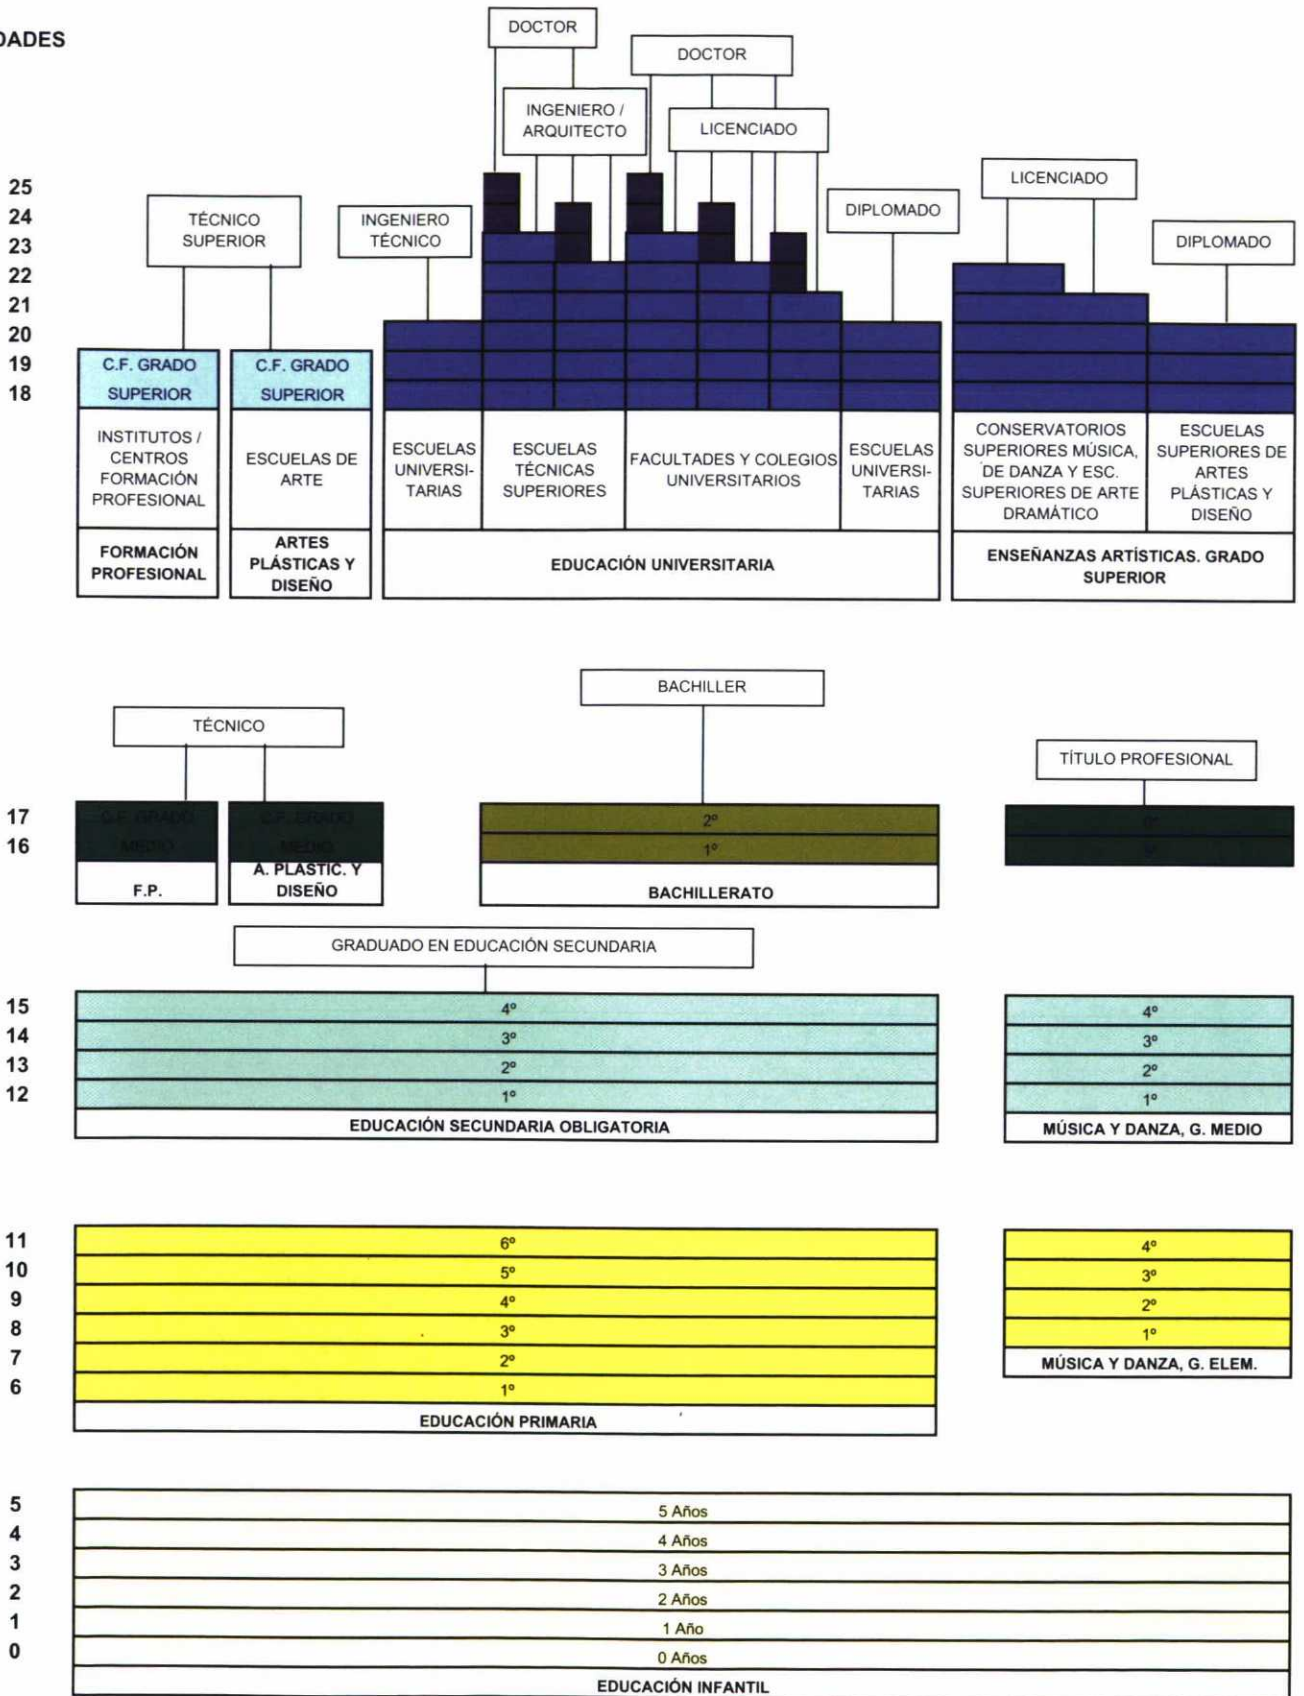 DADES
DOCTOR
DOCTOR
INGENIERO /
ARQUITECTO
LICENCIADO
LICENCIADO
TÉCNICO
SUPERIOR
INGENIERO
TÉCNICO
DIPLOMADO
DIPLOMADO
25
24
23
22
21
20
19
18
C.F. GRADO
SUPERIOR
C.F. GRADO
SUPERIOR
INSTITUTOS /
CENTROS
FORMACIÓN
PROFESIONAL
ESCUELAS DE
ARTE
ESCUELAS
UNIVERSI-
TARIAS
ESCUELAS
TÉCNICAS
SUPERIORES
FACULTADES Y COLEGIOS
UNIVERSITARIOS
ESCUELAS
UNIVERSI-
TARIAS
CONSERVATORIOS
SUPERIORES MÚSICA,
DE DANZA Y ESC.
SUPERIORES DE ARTE
DRAMÁTICO
ESCUELAS
SUPERIORES DE
ARTES
PLÁSTICAS Y
DISEÑO
FORMACIÓN
PROFESIONAL
ARTES
PLÁSTICAS Y
DISEÑO
EDUCACIÓN UNIVERSITARIA
ENSEÑANZAS ARTÍSTICAS. GRADO
SUPERIOR
BACHILLER
TÉCNICO
TÍTULO PROFESIONAL
17
16
C.F. GRADO
MEDIO
C.F. GRADO
MEDIO
2º
1º
F.P.
A. PLASTIC. Y
DISEÑO
BACHILLERATO
GRADUADO EN EDUCACIÓN SECUNDARIA
15
14
13
12
4º
3º
2º
1º
EDUCACIÓN SECUNDARIA OBLIGATORIA
4º
3º
2º
1º
MÚSICA Y DANZA, G. MEDIO
11
10
9
8
7
6
6º
5º
4º
3º
2º
1º
EDUCACIÓN PRIMARIA
4º
3º
2º
1º
MÚSICA Y DANZA, G. ELEM.
5
4
3
2
1
0
5 Años
4 Años
3 Años
2 Años
1 Año
0 Años
EDUCACIÓN INFANTIL